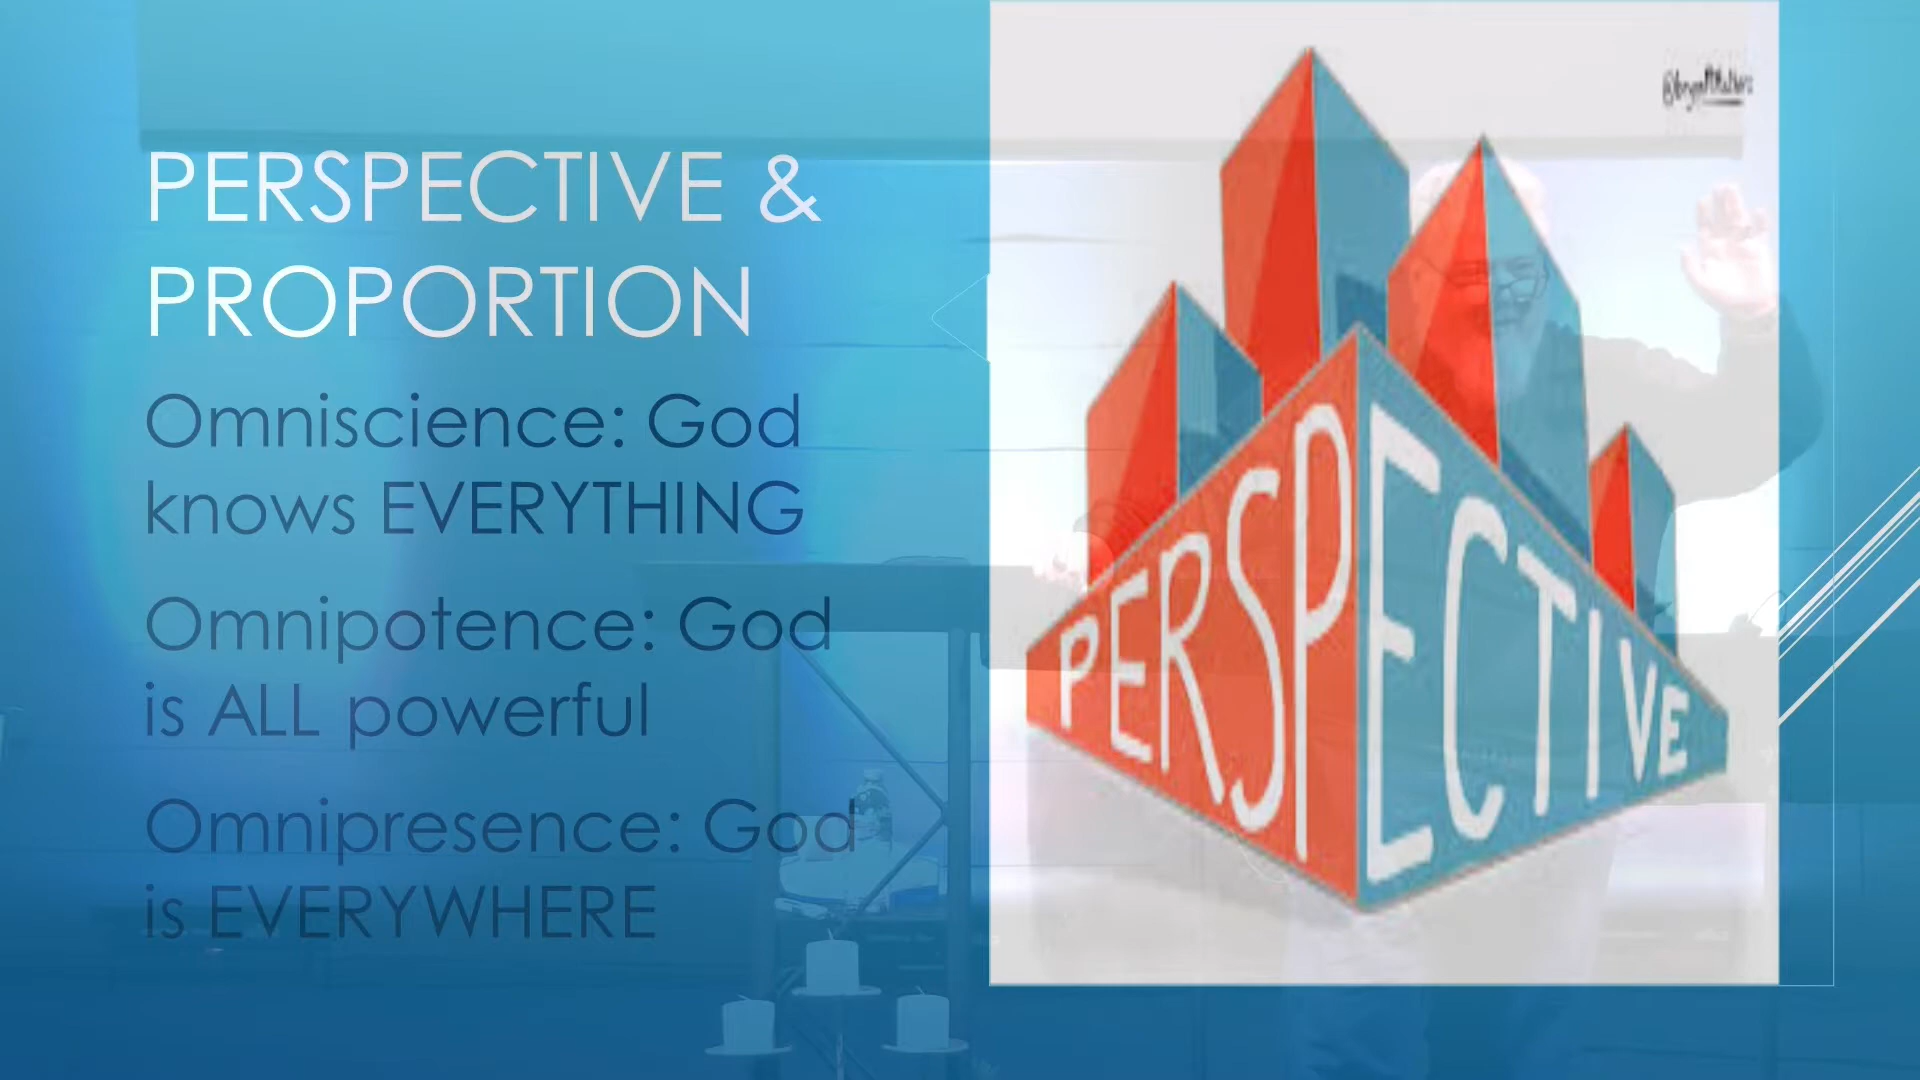 PERSPECTIVE &
PROPORTION
Omniscience: God
knows EVERYTHING
Omnipotence: God
is ALL powerful
Omnipresence: God
is EVERYWHERE
PERSPECTIVE